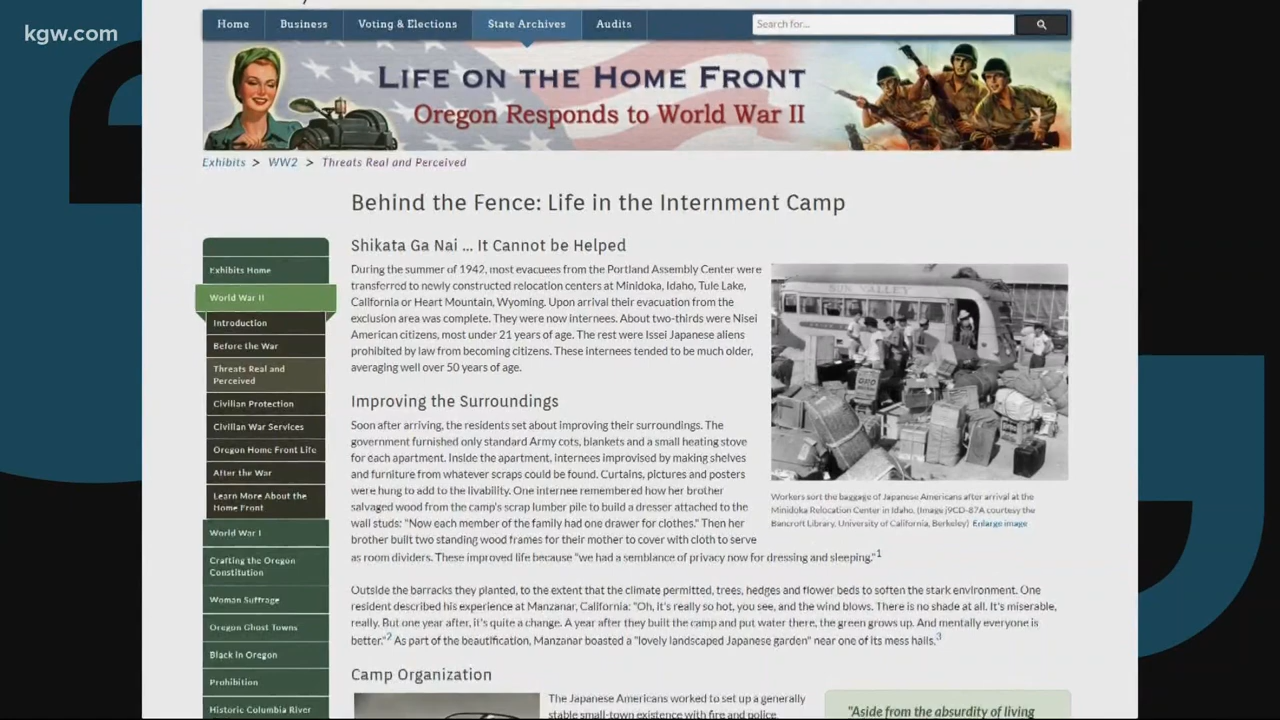 kgw.com
Home Business Voting & Elections State Archives Audits Search for...
LIFE ON THE HOME FRONT
Oregon Responds to World War II
Exhibits > WW2 > Threats Real and Perceived
Behind the Fence: Life in the Internment Camp
Exhibits Home
World War II
Introduction
Before the War
Threats Real and
Perceived
Civilian Protection
Civilian War Services
Oregon Home Front Life
After the War
Learn More About the
Home Front
World War I
Crafting the Oregon
Constitution
Woman Suffrage
Oregon Ghost Towns
Black in Oregon
Prohibition
Historic Columbia River
Shikata Ga Nai ... It Cannot be Helped
During the summer of 1942, most evacuees from the Portland Assembly Center were
transferred to newly constructed relocation centers at Minidoka, Idaho, Tule Lake,
California or Heart Mountain, Wyoming. Upon arrival their evacuation from the
exclusion area was complete. They were now internees. About two-thirds were Nisei
American citizens, most under 21 years of age. The rest were Issei Japanese aliens
prohibited by law from becoming citizens. These internees tended to be much older,
averaging well over 50 years of age.
SUN VALLEY
Workers sort the baggage of Japanese Americans after arrival at the
Minidoka Relocation Center in Idaho. (Image j9CD-87A courtesy the
Bancroft Library, University of California, Berkeley) Enlarge image
Improving the Surroundings
Soon after arriving, the residents set about improving their surroundings. The
government furnished only standard Army cots, blankets and a small heating stove
for each apartment. Inside the apartment, internees improvised by making shelves
and furniture from whatever scraps could be found. Curtains, pictures and posters
were hung to add to the livability. One internee remembered how her brother
salvaged wood from the camp's scrap lumber pile to build a dresser attached to the
wall studs: "Now each member of the family had one drawer for clothes." Then her
brother built two standing wood frames for their mother to cover with cloth to serve
as room dividers. These improved life because "we had a semblance of privacy now for dressing and sleeping."1
Outside the barracks they planted, to the extent that the climate permitted, trees, hedges and flower beds to soften the stark environment. One
resident described his experience at Manzanar, California: "Oh, it's really so hot, you see, and the wind blows. There is no shade at all. It's miserable,
really. But one year after, it's quite a change. A year after they built the camp and put water there, the green grows up. And mentally everyone is
better."2 As part of the beautification, Manzanar boasted a "lovely landscaped Japanese garden" near one of its mess halls.3
Camp Organization
The Japanese Americans worked to set up a generally
stable small-town existence with fire and police,
"Aside from the absurdity of living